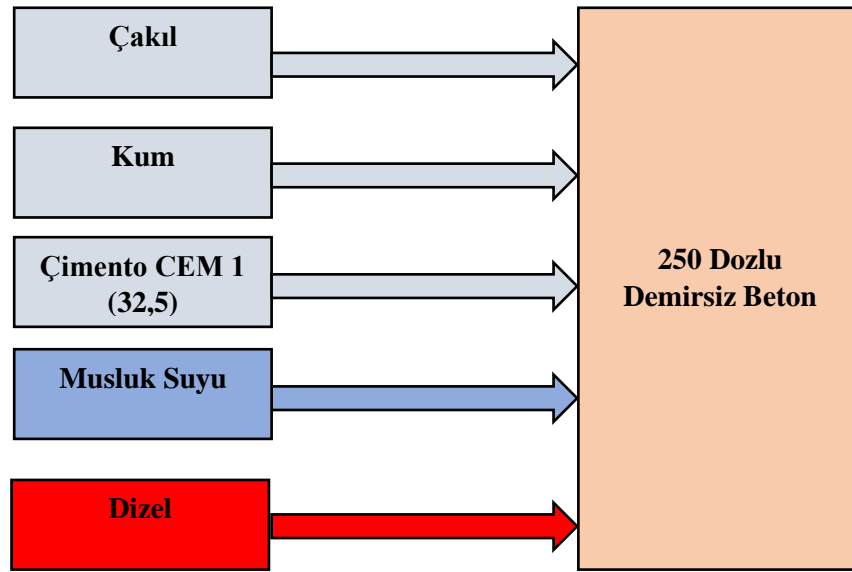 Çakıl
Kum
Çimento CEM 1
(32,5)
Musluk Suyu
Dizel
250 Dozlu
Demirsiz Beton